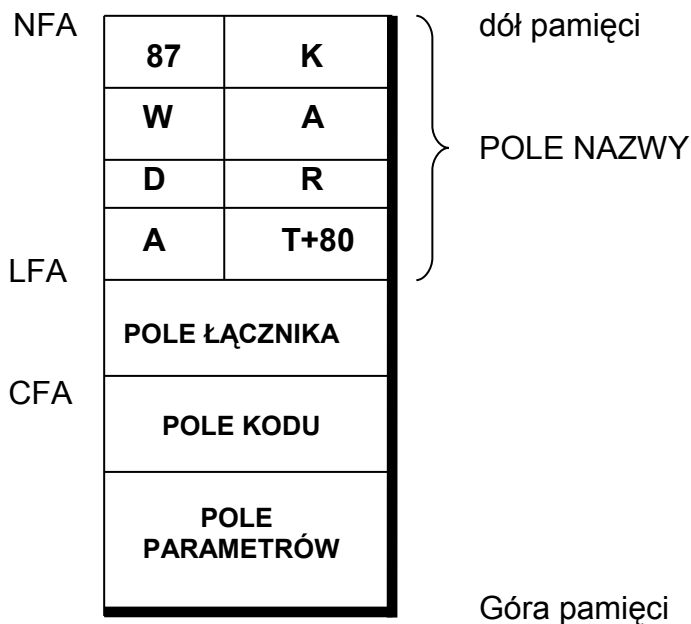 NFA
dół pamięci
87 K
W A
POLE NAZWY
D R
A T+80
LFA
POLE ŁĄCZNIKA
CFA
POLE KODU
POLE
PARAMETRÓW
Góra pamięci